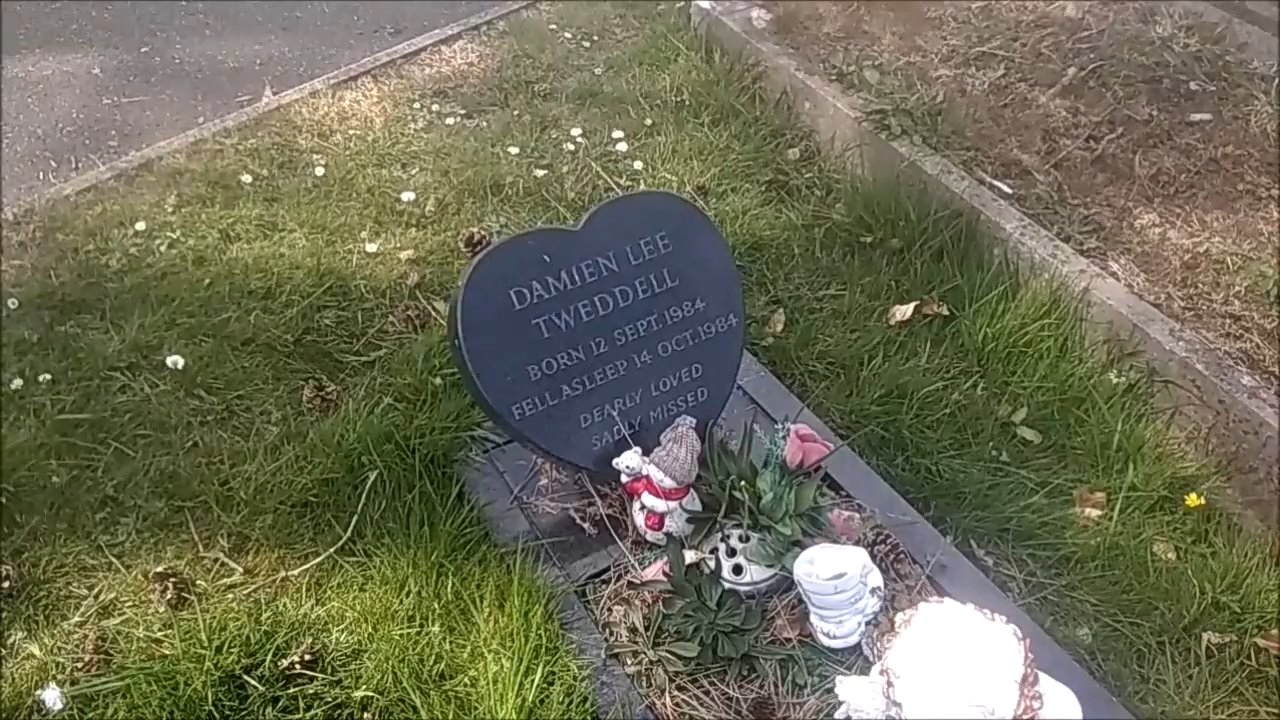 DAMIEN LEE
TWEDDELL
BORN 12 SEPT. 1984
FELL ASLEEP 14 OCT. 1984
DEARLY LOVED
SADLY MISSED